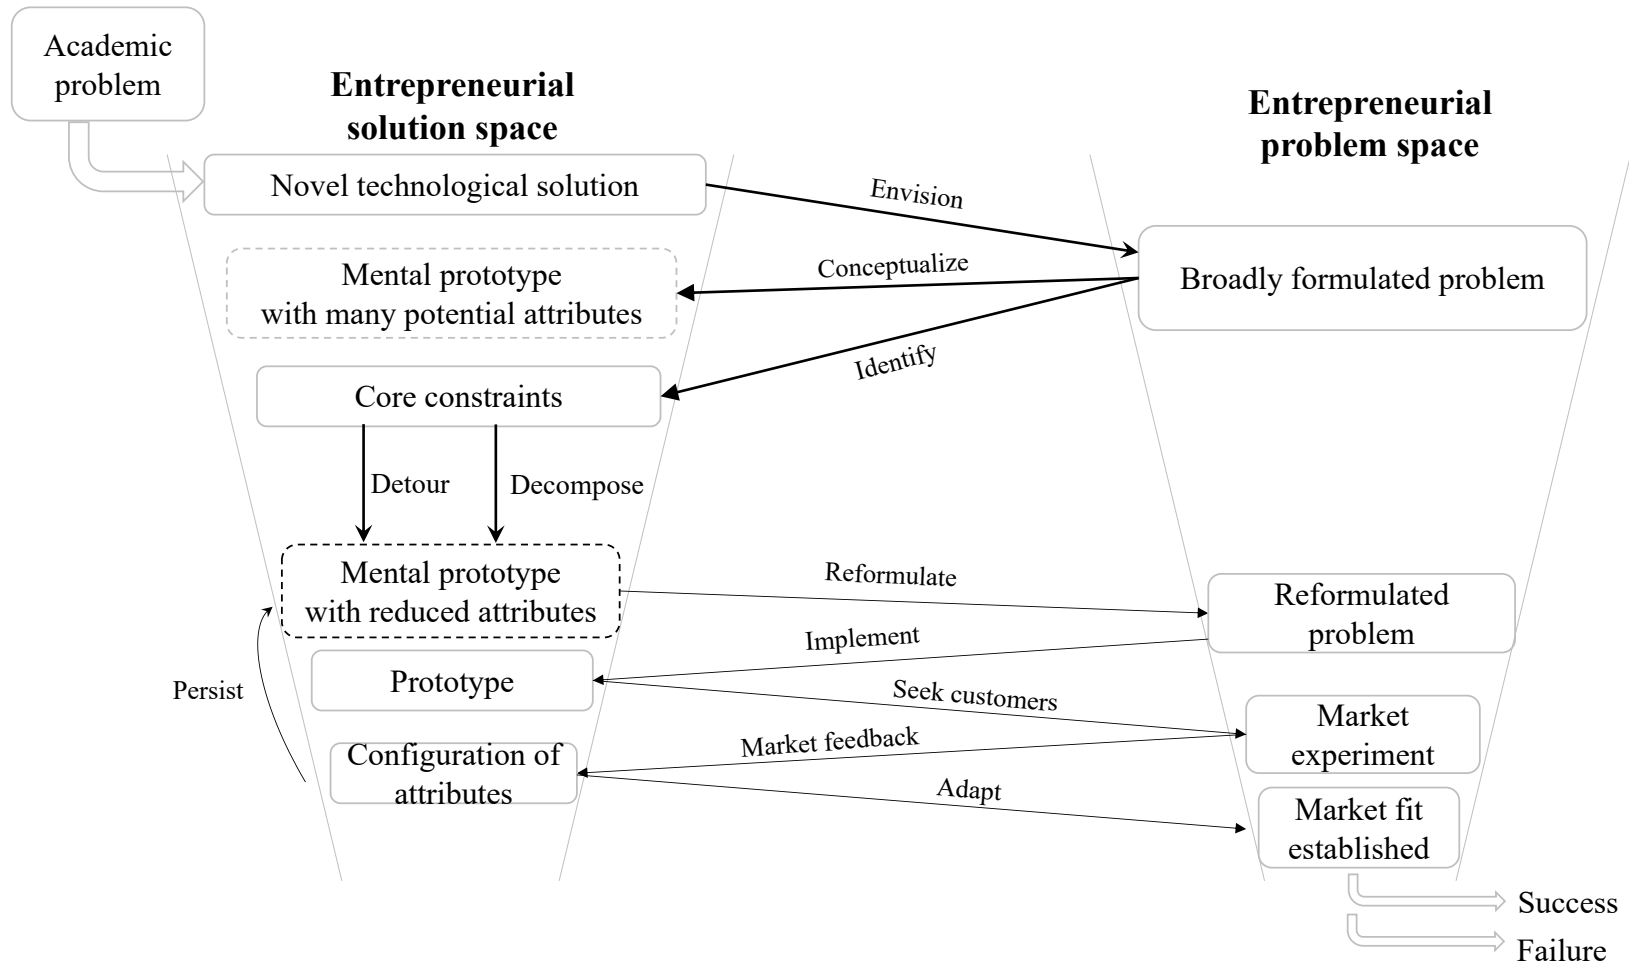 Academic
problem
Entrepreneurial
solution space
Entrepreneurial
problem space
Novel technological solution
Envision
Broadly formulated problem
Conceptualize
Mental prototype
with many potential attributes
Identify
Core constraints
Detour
Decompose
Mental prototype
with reduced attributes
Reformulate
Reformulated
problem
Implement
Prototype
Persist
Seek customers
Market
experiment
Market feedback
Configuration of
attributes
Adapt
Market fit
established
Success
Failure